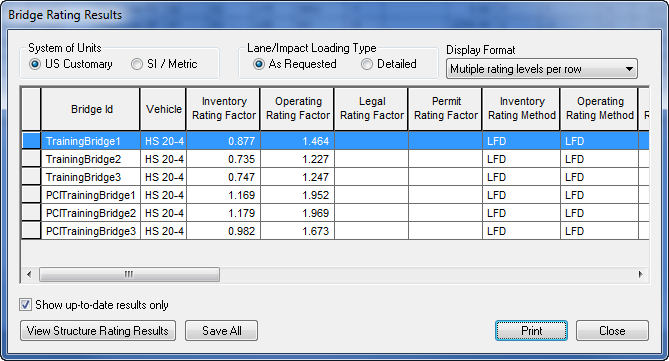 Bridge Rating Results
System of Units
US Customary SI / Metric
Lane/Impact Loading Type
As Requested Detailed
Display Format
Mutiple rating levels per row
Bridge Id Vehicle Inventory Rating Factor Operating Rating Factor Legal Rating Factor Permit Rating Factor Inventory Rating Method Operating Rating Method
TrainingBridge1 HS 20-4 0.877 1.464 LFD LFD
TrainingBridge2 HS 20-4 0.735 1.227 LFD LFD
TrainingBridge3 HS 20-4 0.747 1.247 LFD LFD
PCITrainingBridge1 HS 20-4 1.169 1.952 LFD LFD
PCITrainingBridge2 HS 20-4 1.179 1.969 LFD LFD
PCITrainingBridge3 HS 20-4 0.982 1.673 LFD LFD
Show up-to-date results only
View Structure Rating Results Save All Print Close